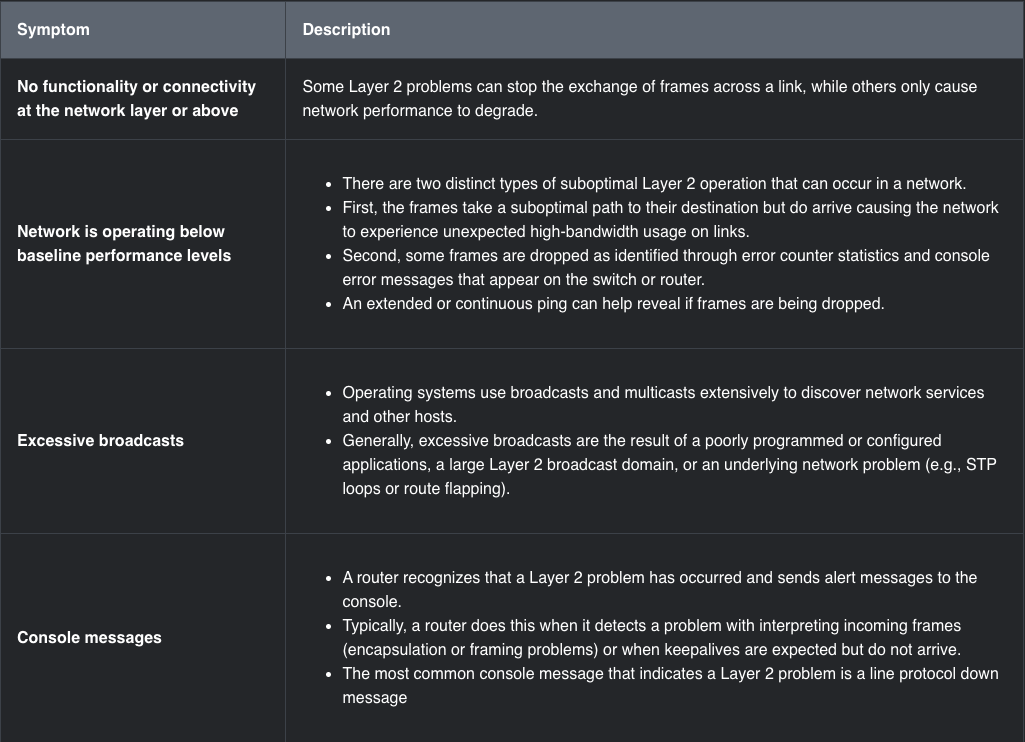 Symptom
Description
No functionality or connectivity
at the network layer or above
Some Layer 2 problems can stop the exchange of frames across a link, while others only cause
network performance to degrade.
Network is operating below
baseline performance levels
• There are two distinct types of suboptimal Layer 2 operation that can occur in a network.
• First, the frames take a suboptimal path to their destination but do arrive causing the network
to experience unexpected high-bandwidth usage on links.
• Second, some frames are dropped as identified through error counter statistics and console
error messages that appear on the switch or router.
• An extended or continuous ping can help reveal if frames are being dropped.
Excessive broadcasts
• Operating systems use broadcasts and multicasts extensively to discover network services
and other hosts.
• Generally, excessive broadcasts are the result of a poorly programmed or configured
applications, a large Layer 2 broadcast domain, or an underlying network problem (e.g., STP
loops or route flapping).
Console messages
• A router recognizes that a Layer 2 problem has occurred and sends alert messages to the
console.
• Typically, a router does this when it detects a problem with interpreting incoming frames
(encapsulation or framing problems) or when keepalives are expected but do not arrive.
• The most common console message that indicates a Layer 2 problem is a line protocol down
message